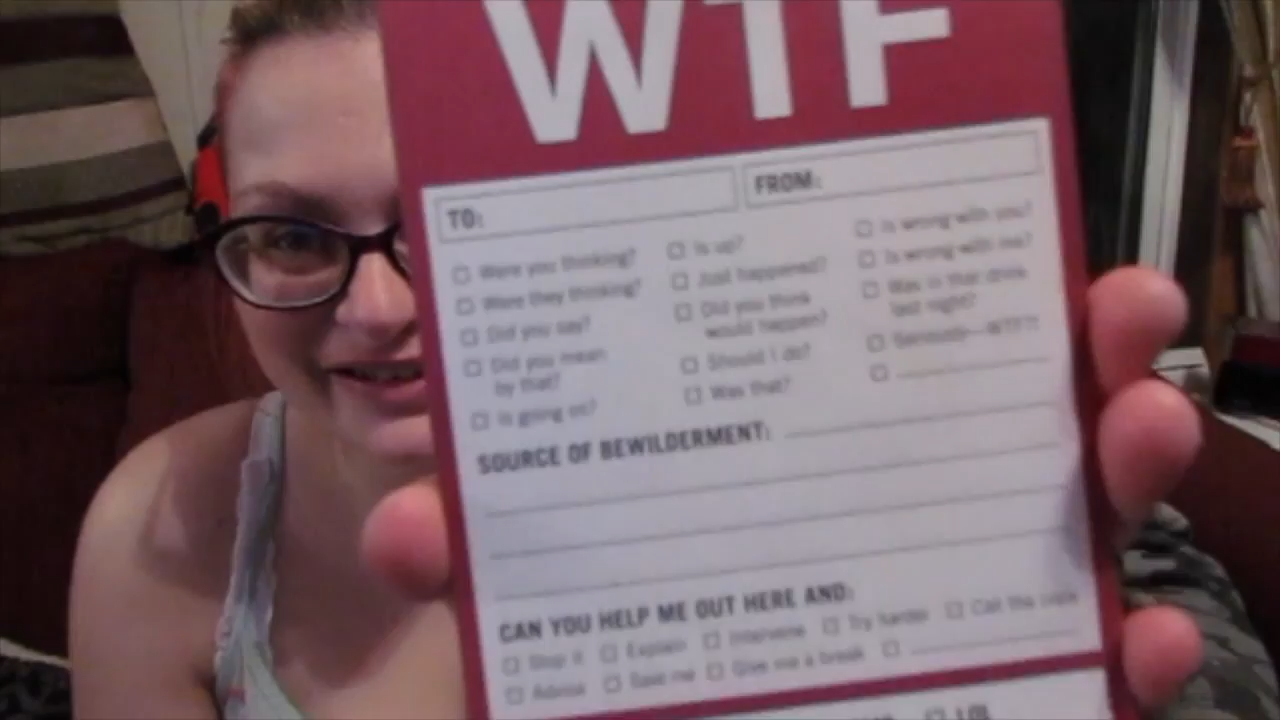 WTF
TO:
FROM:
Were you thinking?
Were they thinking?
Did you say?
Did you mean
by that?
Is going on?
Is up?
Just happened?
Did you think
would happen?
Should I do?
Was that?
Is wrong with you?
Is wrong with me?
Was in that drink
last night?
Seriously—WTF?!
SOURCE OF BEWILDERMENT:
CAN YOU HELP ME OUT HERE AND:
Stop it Explain Intervene Try harder Call the
Advise Save me Give me a break
LOL